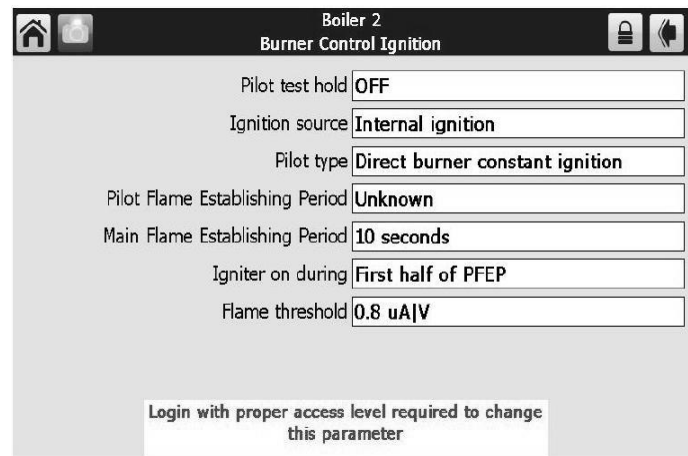 Boiler 2
Burner Control Ignition
Pilot test hold OFF
Ignition source Internal ignition
Pilot type Direct burner constant ignition
Pilot Flame Establishing Period Unknown
Main Flame Establishing Period 10 seconds
Igniter on during First half of PFEP
Flame threshold 0.8 uA|V
Login with proper access level required to change
this parameter